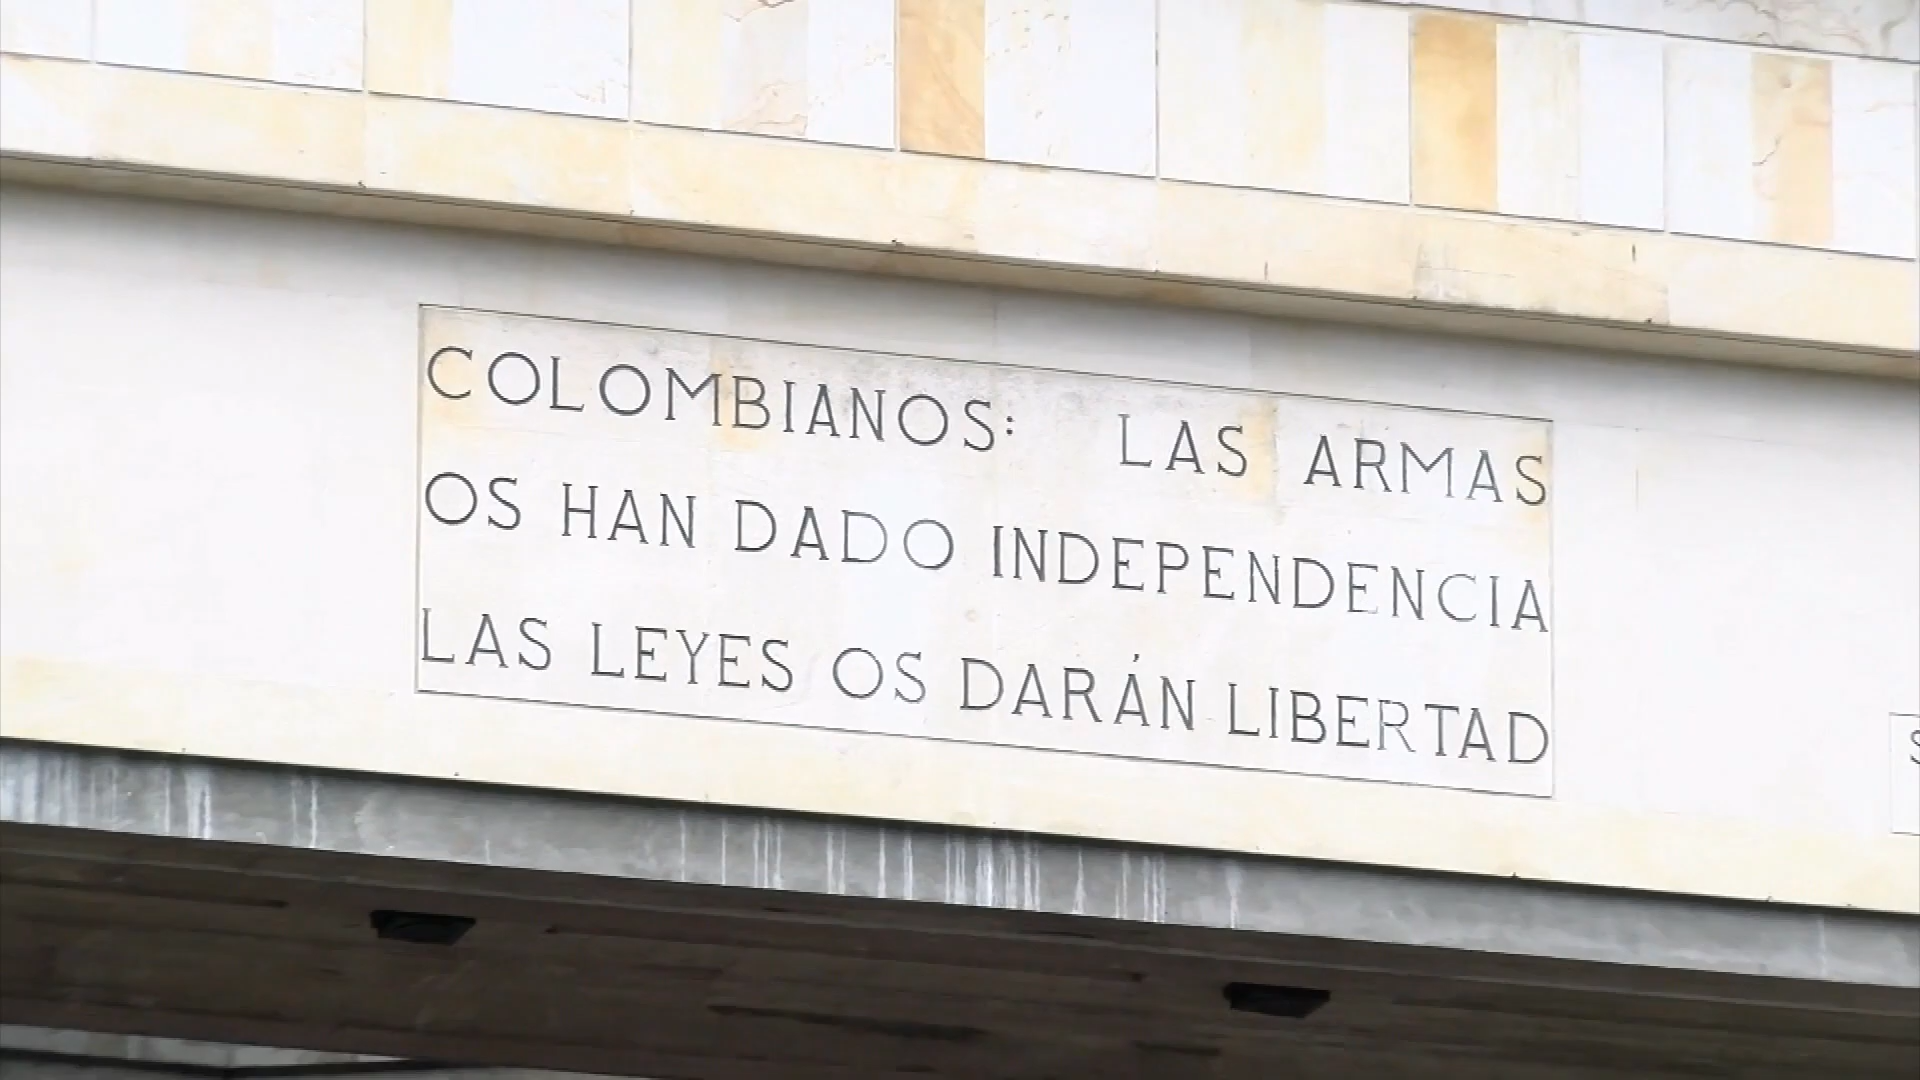 COLOMBIANOS: LAS ARMAS
OS HAN DADO INDEPENDENCIA
LAS LEYES OS DARÁN LIBERTAD